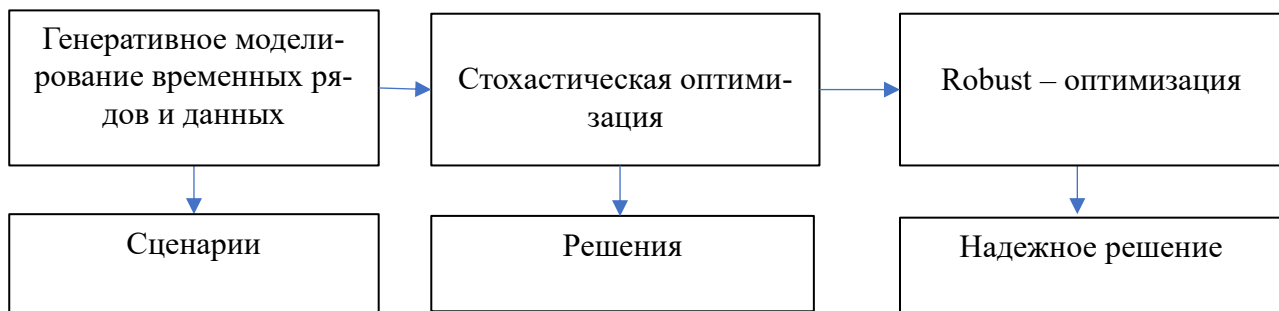 Генеративное модели-
рование временных ря-
дов и данных
Стохастическая оптими-
зация
Robust – оптимизация
Сценарии
Решения
Надежное решение